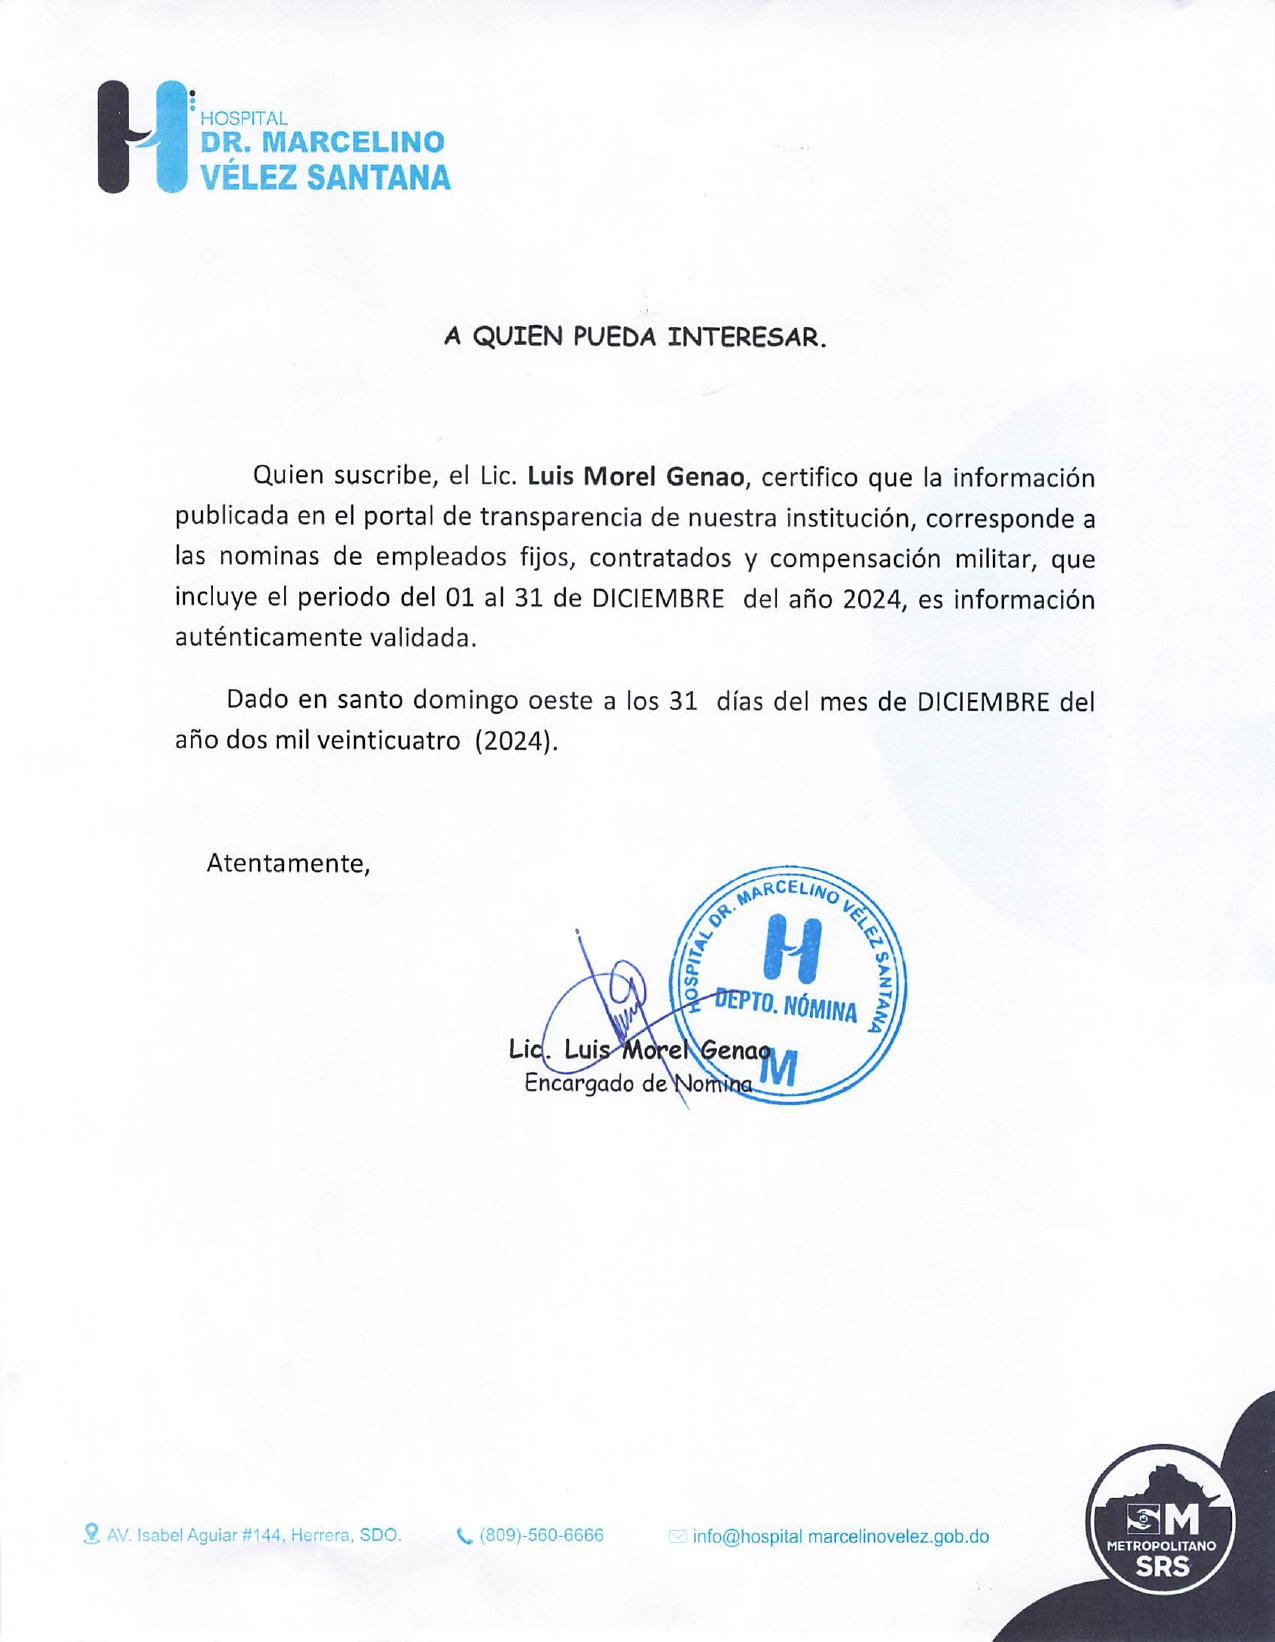 HOSPITAL
DR. MARCELINO
VÉLEZ SANTANA
A QUIEN PUEDA INTERESAR.
Quien suscribe, el Lic. Luis Morel Genao, certifico que la información
publicada en el portal de transparencia de nuestra institución, corresponde a
las nominas de empleados fijos, contratados y compensación militar, que
incluye el periodo del 01 al 31 de DICIEMBRE del año 2024, es información
auténticamente validada.
Dado en santo domingo oeste a los 31 días del mes de DICIEMBRE del
año dos mil veinticuatro (2024).
Atentamente,
HOSPITAL DR. MARCELINO VÉLEZ SANTANA
DEPTO. NÓMINA
M
Lic. Luis Morel Genao
Encargado de Nomina
AV. Isabel Aguiar #144, Herrera, SDO.
(809)-560-6666
info@hospital marcelinovelez.gob.do
SM
METROPOLITANO
SRS